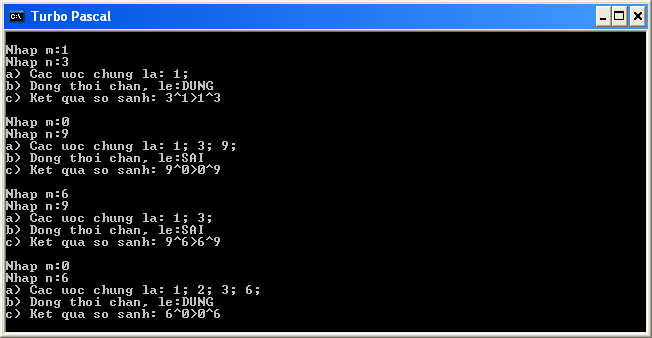 Turbo Pascal
Nhap m:1
Nhap n:3
a) Cac uoc chung la: 1;
b) Dong thoi chan, le:DUNG
c) Ket qua so sanh: 3^1>1^3
Nhap m:0
Nhap n:9
a) Cac uoc chung la: 1; 3; 9;
b) Dong thoi chan, le:SAI
c) Ket qua so sanh: 9^0>0^9
Nhap m:6
Nhap n:9
a) Cac uoc chung la: 1; 3;
b) Dong thoi chan, le:SAI
c) Ket qua so sanh: 9^6>6^9
Nhap m:0
Nhap n:6
a) Cac uoc chung la: 1; 2; 3; 6;
b) Dong thoi chan, le:DUNG
c) Ket qua so sanh: 6^0>0^6